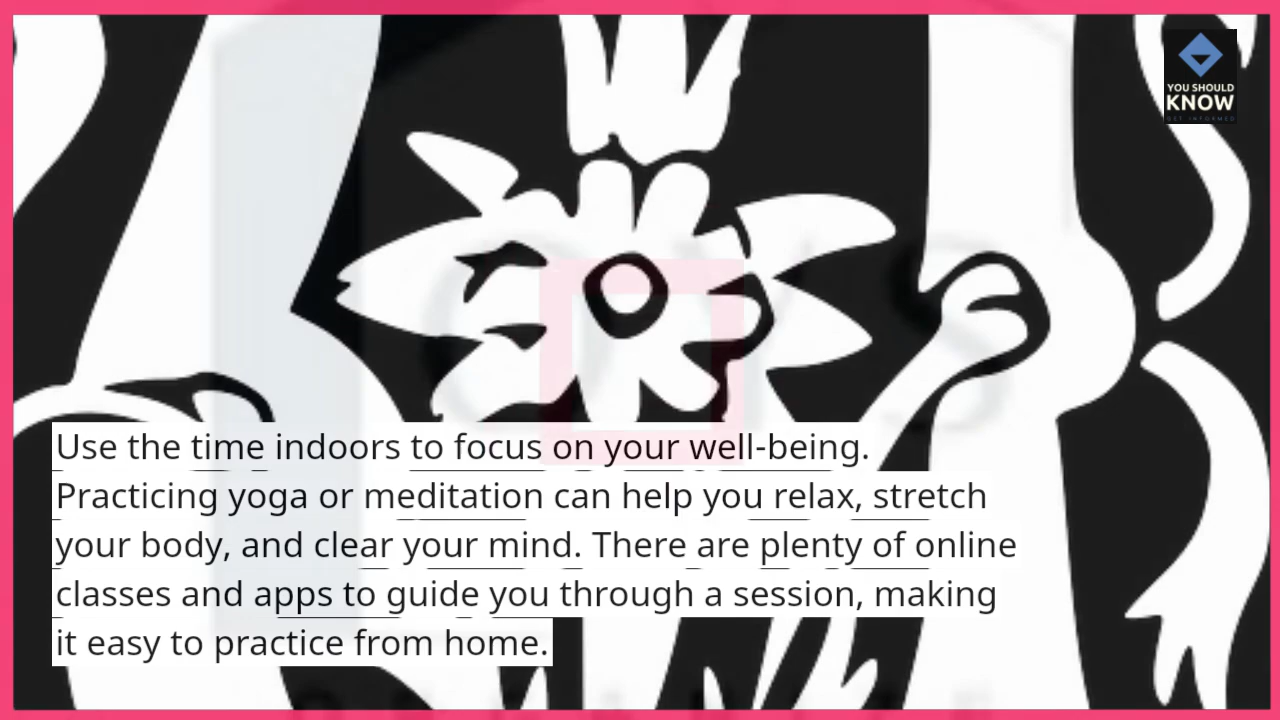 YOU SHOULD
KNOW
GET INFORMED
Use the time indoors to focus on your well-being.
Practicing yoga or meditation can help you relax, stretch
your body, and clear your mind. There are plenty of online
classes and apps to guide you through a session, making
it easy to practice from home.